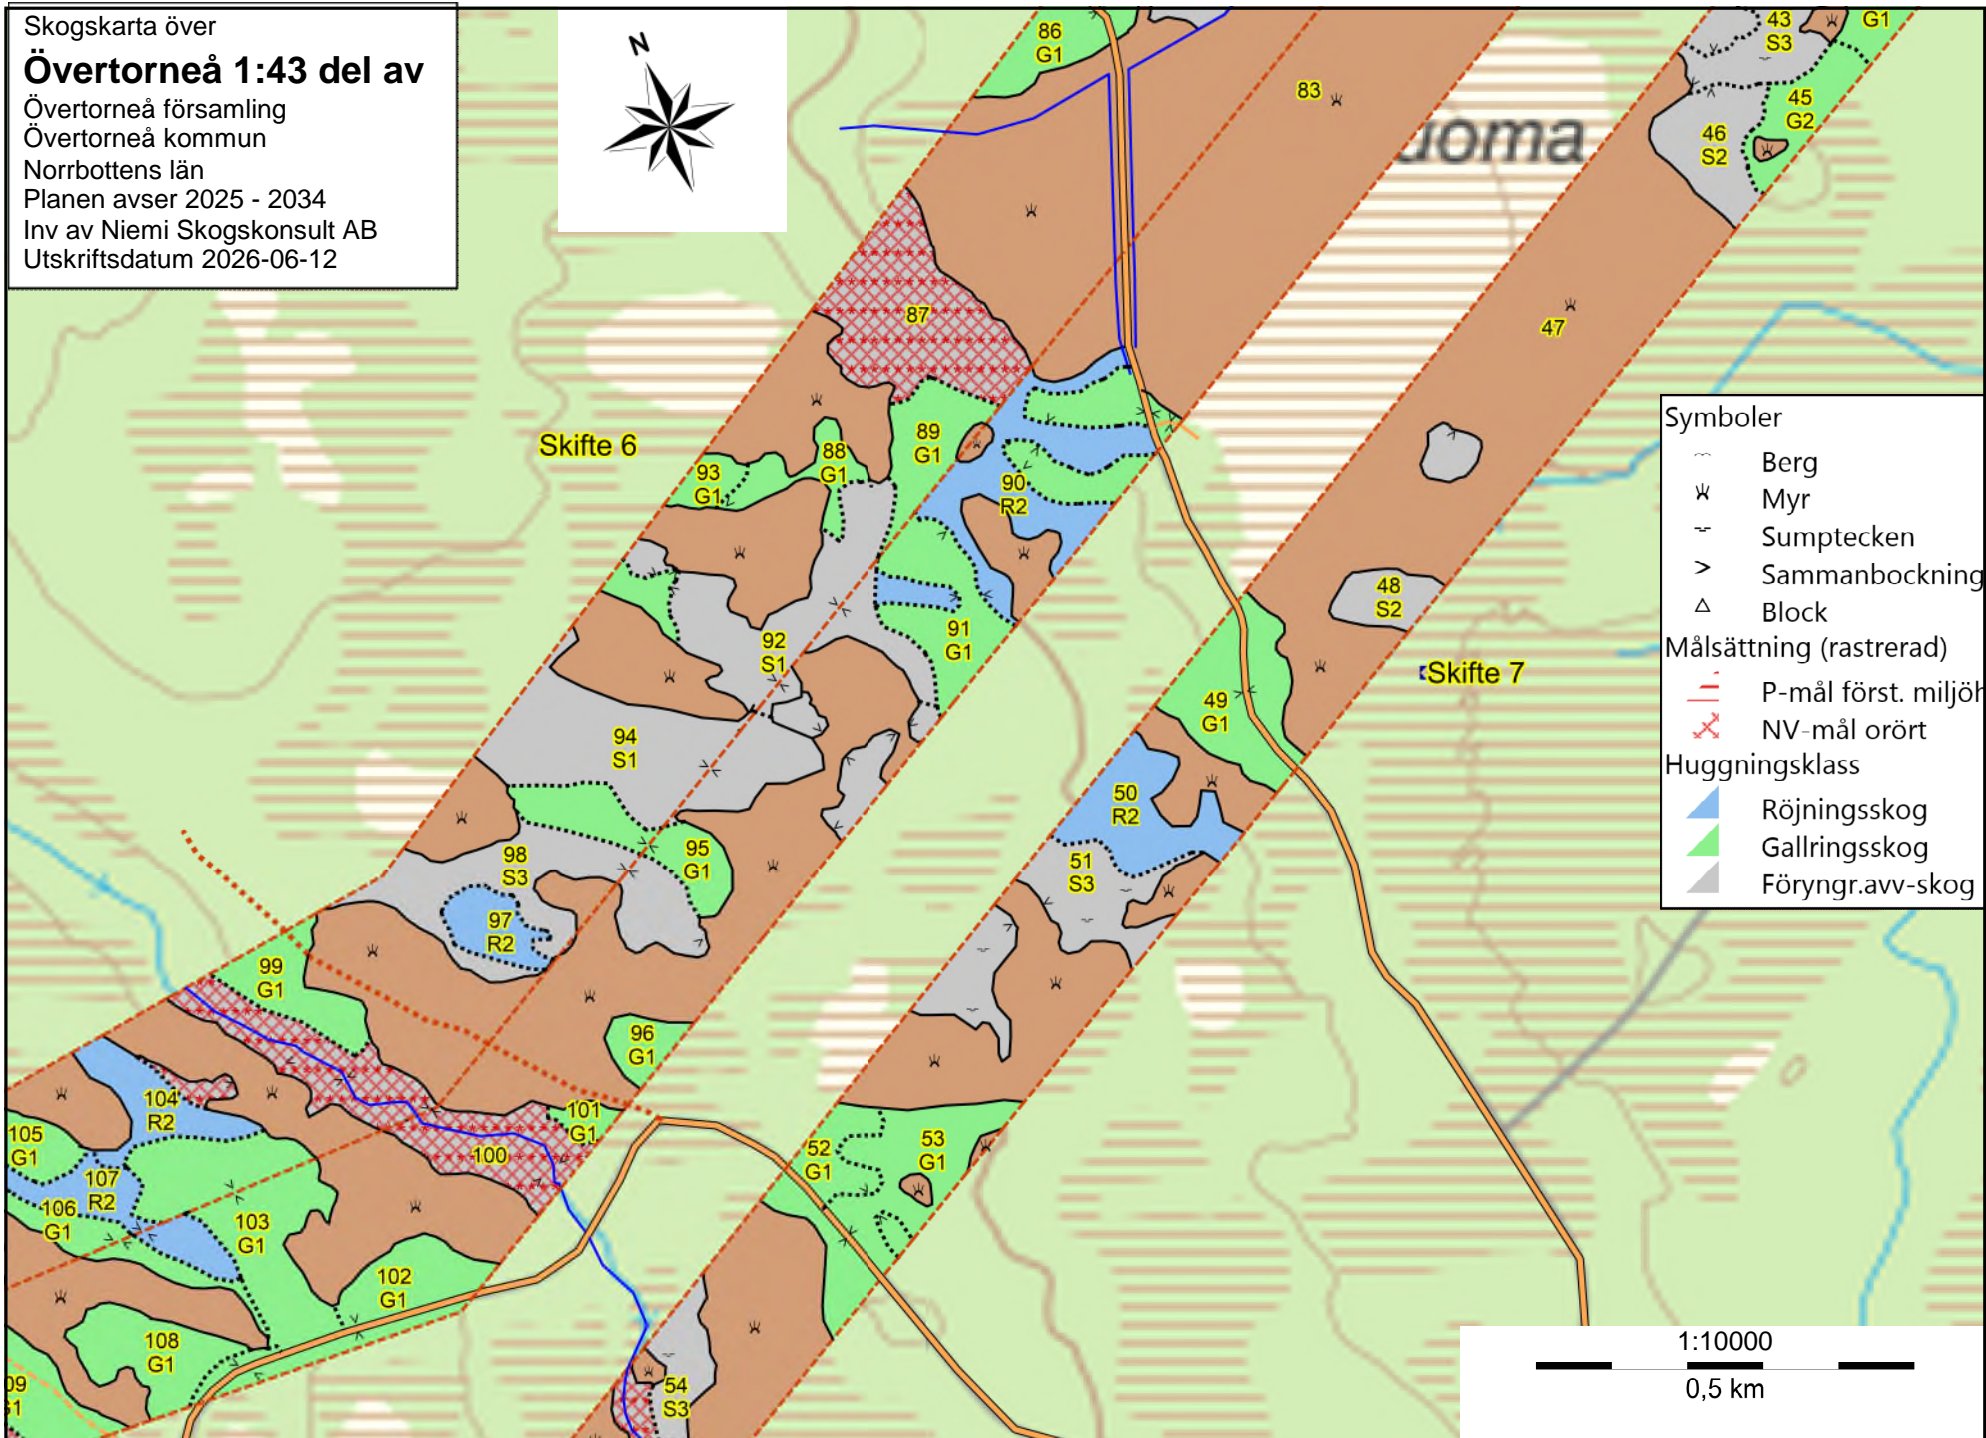 Skogskarta över
Övertorneå 1:43 del av
Övertorneå församling
Övertorneå kommun
Norrbottens län
Planen avser 2025 - 2034
Inv av Niemi Skogskonsult AB
Utskriftsdatum 2026-06-12
N
86
G1
83
43
S3
G1
45
G2
46
S2
uoma
47
87
Skifte 6
89
G1
88
G1
93
G1
90
R2
91
G1
92
S1
94
S1
95
G1
98
S3
97
R2
99
G1
96
G1
100
101
G1
104
R2
105
G1
107
R2
106
G1
103
G1
102
G1
108
G1
09
48
S2
Skifte 7
49
G1
50
R2
51
S3
52
G1
53
G1
54
S3
Symboler
Berg
Myr
Sumptecken
Sammanbockning
Block
Målsättning (rastrerad)
P-mål först. miljöh
NV-mål orört
Huggningsklass
Röjningsskog
Gallringsskog
Föryngr.avv-skog
1:10000
0,5 km